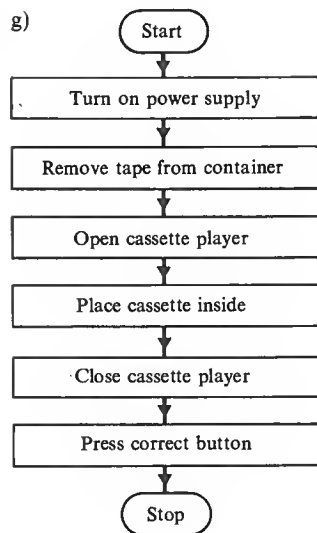 g)
Start
Turn on power supply
Remove tape from container
Open cassette player
Place cassette inside
Close cassette player
Press correct button
Stop